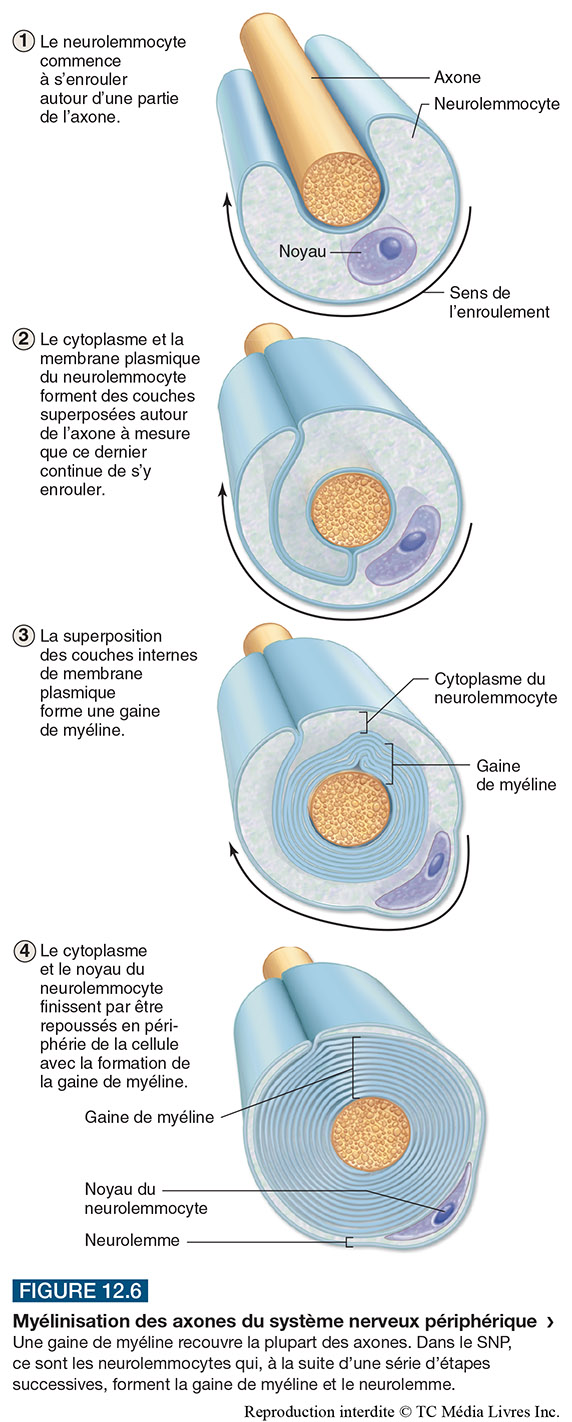 1 Le neurolemmocyte
commence
à s'enrouler
autour d'une partie
de l'axone.
Axone
Neurolemmocyte
Noyau
Sens de
l'enroulement
2 Le cytoplasme et la
membrane plasmique
du neurolemmocyte
forment des couches
superposées autour
de l'axone à mesure
que ce dernier
continue de s'y
enrouler.
3 La superposition
des couches internes
de membrane
plasmique
forme une gaine
de myéline.
Cytoplasme du
neurolemmocyte
Gaine
de myéline
4 Le cytoplasme
et le noyau du
neurolemmocyte
finissent par être
repoussés en péri-
phérie de la cellule
avec la formation de
la gaine de myéline.
Gaine de myéline
Noyau du
neurolemmocyte
Neurolemme
FIGURE 12.6
Myélinisation des axones du système nerveux périphérique ›
Une gaine de myéline recouvre la plupart des axones. Dans le SNP,
ce sont les neurolemmocytes qui, à la suite d'une série d'étapes
successives, forment la gaine de myéline et le neurolemme.
Reproduction interdite © TC Média Livres Inc.